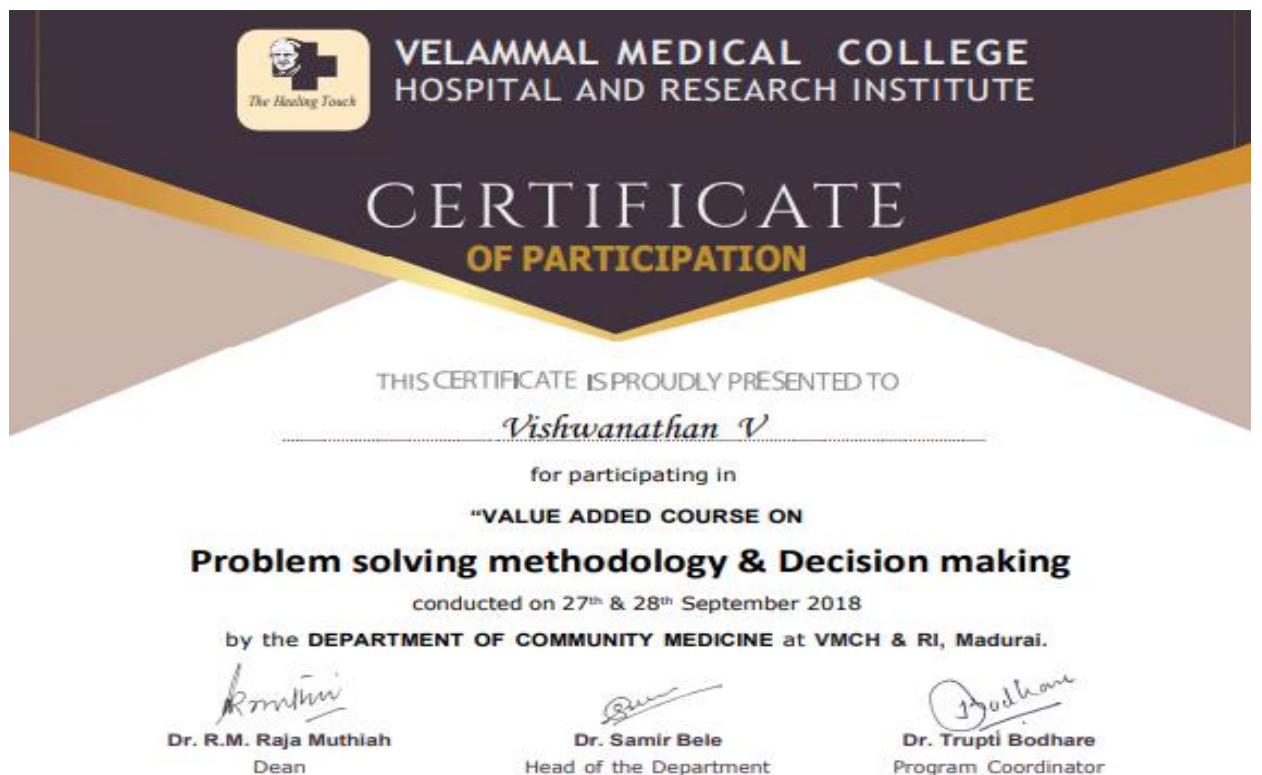 The Healing Touch
VELAMMAL MEDICAL COLLEGE
HOSPITAL AND RESEARCH INSTITUTE
CERTIFICATE
OF PARTICIPATION
THIS CERTIFICATE IS PROUDLY PRESENTED TO
Vishwanathan V
for participating in
"VALUE ADDED COURSE ON
Problem solving methodology & Decision making
conducted on 27th & 28th September 2018
by the DEPARTMENT OF COMMUNITY MEDICINE at VMCH & RI, Madurai.
Bodhare
Dr. R.M. Raja Muthiah Dr. Samir Bele Dr. Trupti Bodhare
Dean Head of the Department Program Coordinator